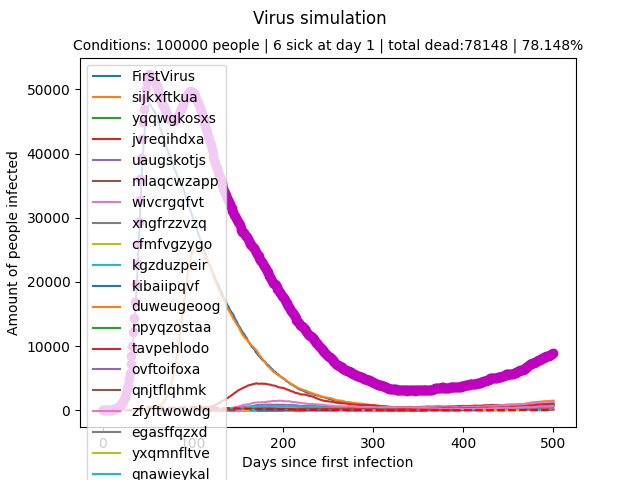 Virus simulation
Conditions: 100000 people | 6 sick at day 1 | total dead:78148 | 78.148%
Amount of people infected
50000
40000
30000
20000
10000
0
FirstVirus
sijkxftkua
yqqwgkosxs
jvreqihdxa
uaugskotjs
mlaqcwzapp
wivcrgqfvt
xngfrzzvzq
cfmfvgzygo
kgzduzpeir
kibaiipqvf
duweugeoog
npyqzostaa
tavpehlodo
ovftoifoxa
qnjtflqhmk
egasffqzxd
yxqmnfltve
qnawieykal
0 100 200 300 400 500
Days since first infection